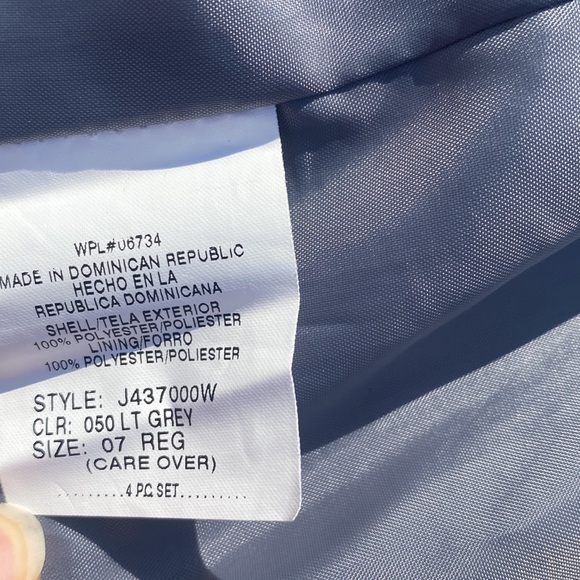 WPL#06734
MADE IN DOMINICAN REPUBLIC
HECHO EN LA
REPUBLICA DOMINICANA
SHELL/TELA EXTERIOR
100% POLYESTER/POLIESTER
LINING/FORRO
100% POLYESTER/POLIESTER
STYLE: J437000W
CLR: 050 LT GREY
SIZE: 07 REG
(CARE OVER)
.........4 PC SET.........